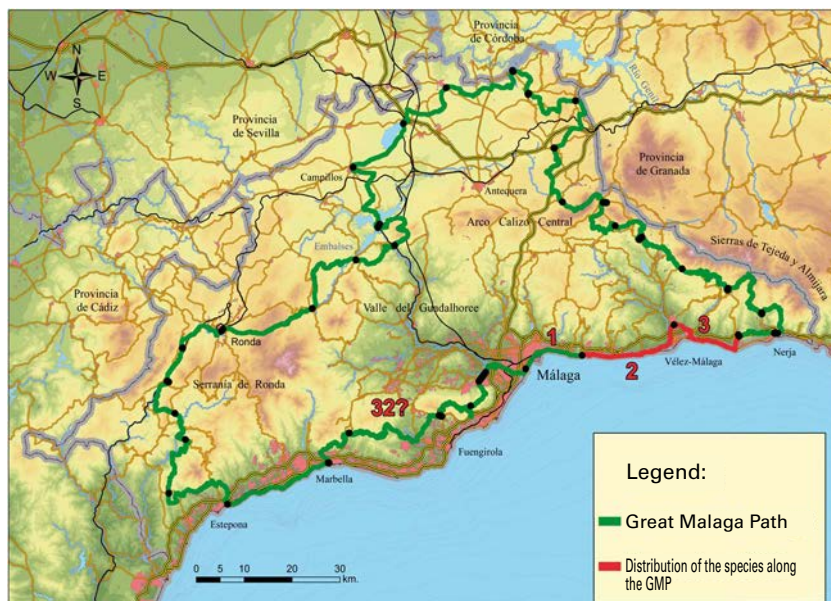 Provincia
de Córdoba
N
W E
S
Río Genil
Provincia
de Sevilla
Provincia
de Granada
Campillos
Antequera
Arco Calizo Central
Embalses
Sierras de Tejeda y Almijara
Provincia
de Cádiz
Valle del Guadalhorce
Ronda
1
3
Nerja
Vélez-Málaga
Málaga
2
Serranía de Ronda
32?
Fuengirola
Marbella
Estepona
0 5 10 20 30
km.
Legend:
Great Malaga Path
Distribution of the species along
the GMP